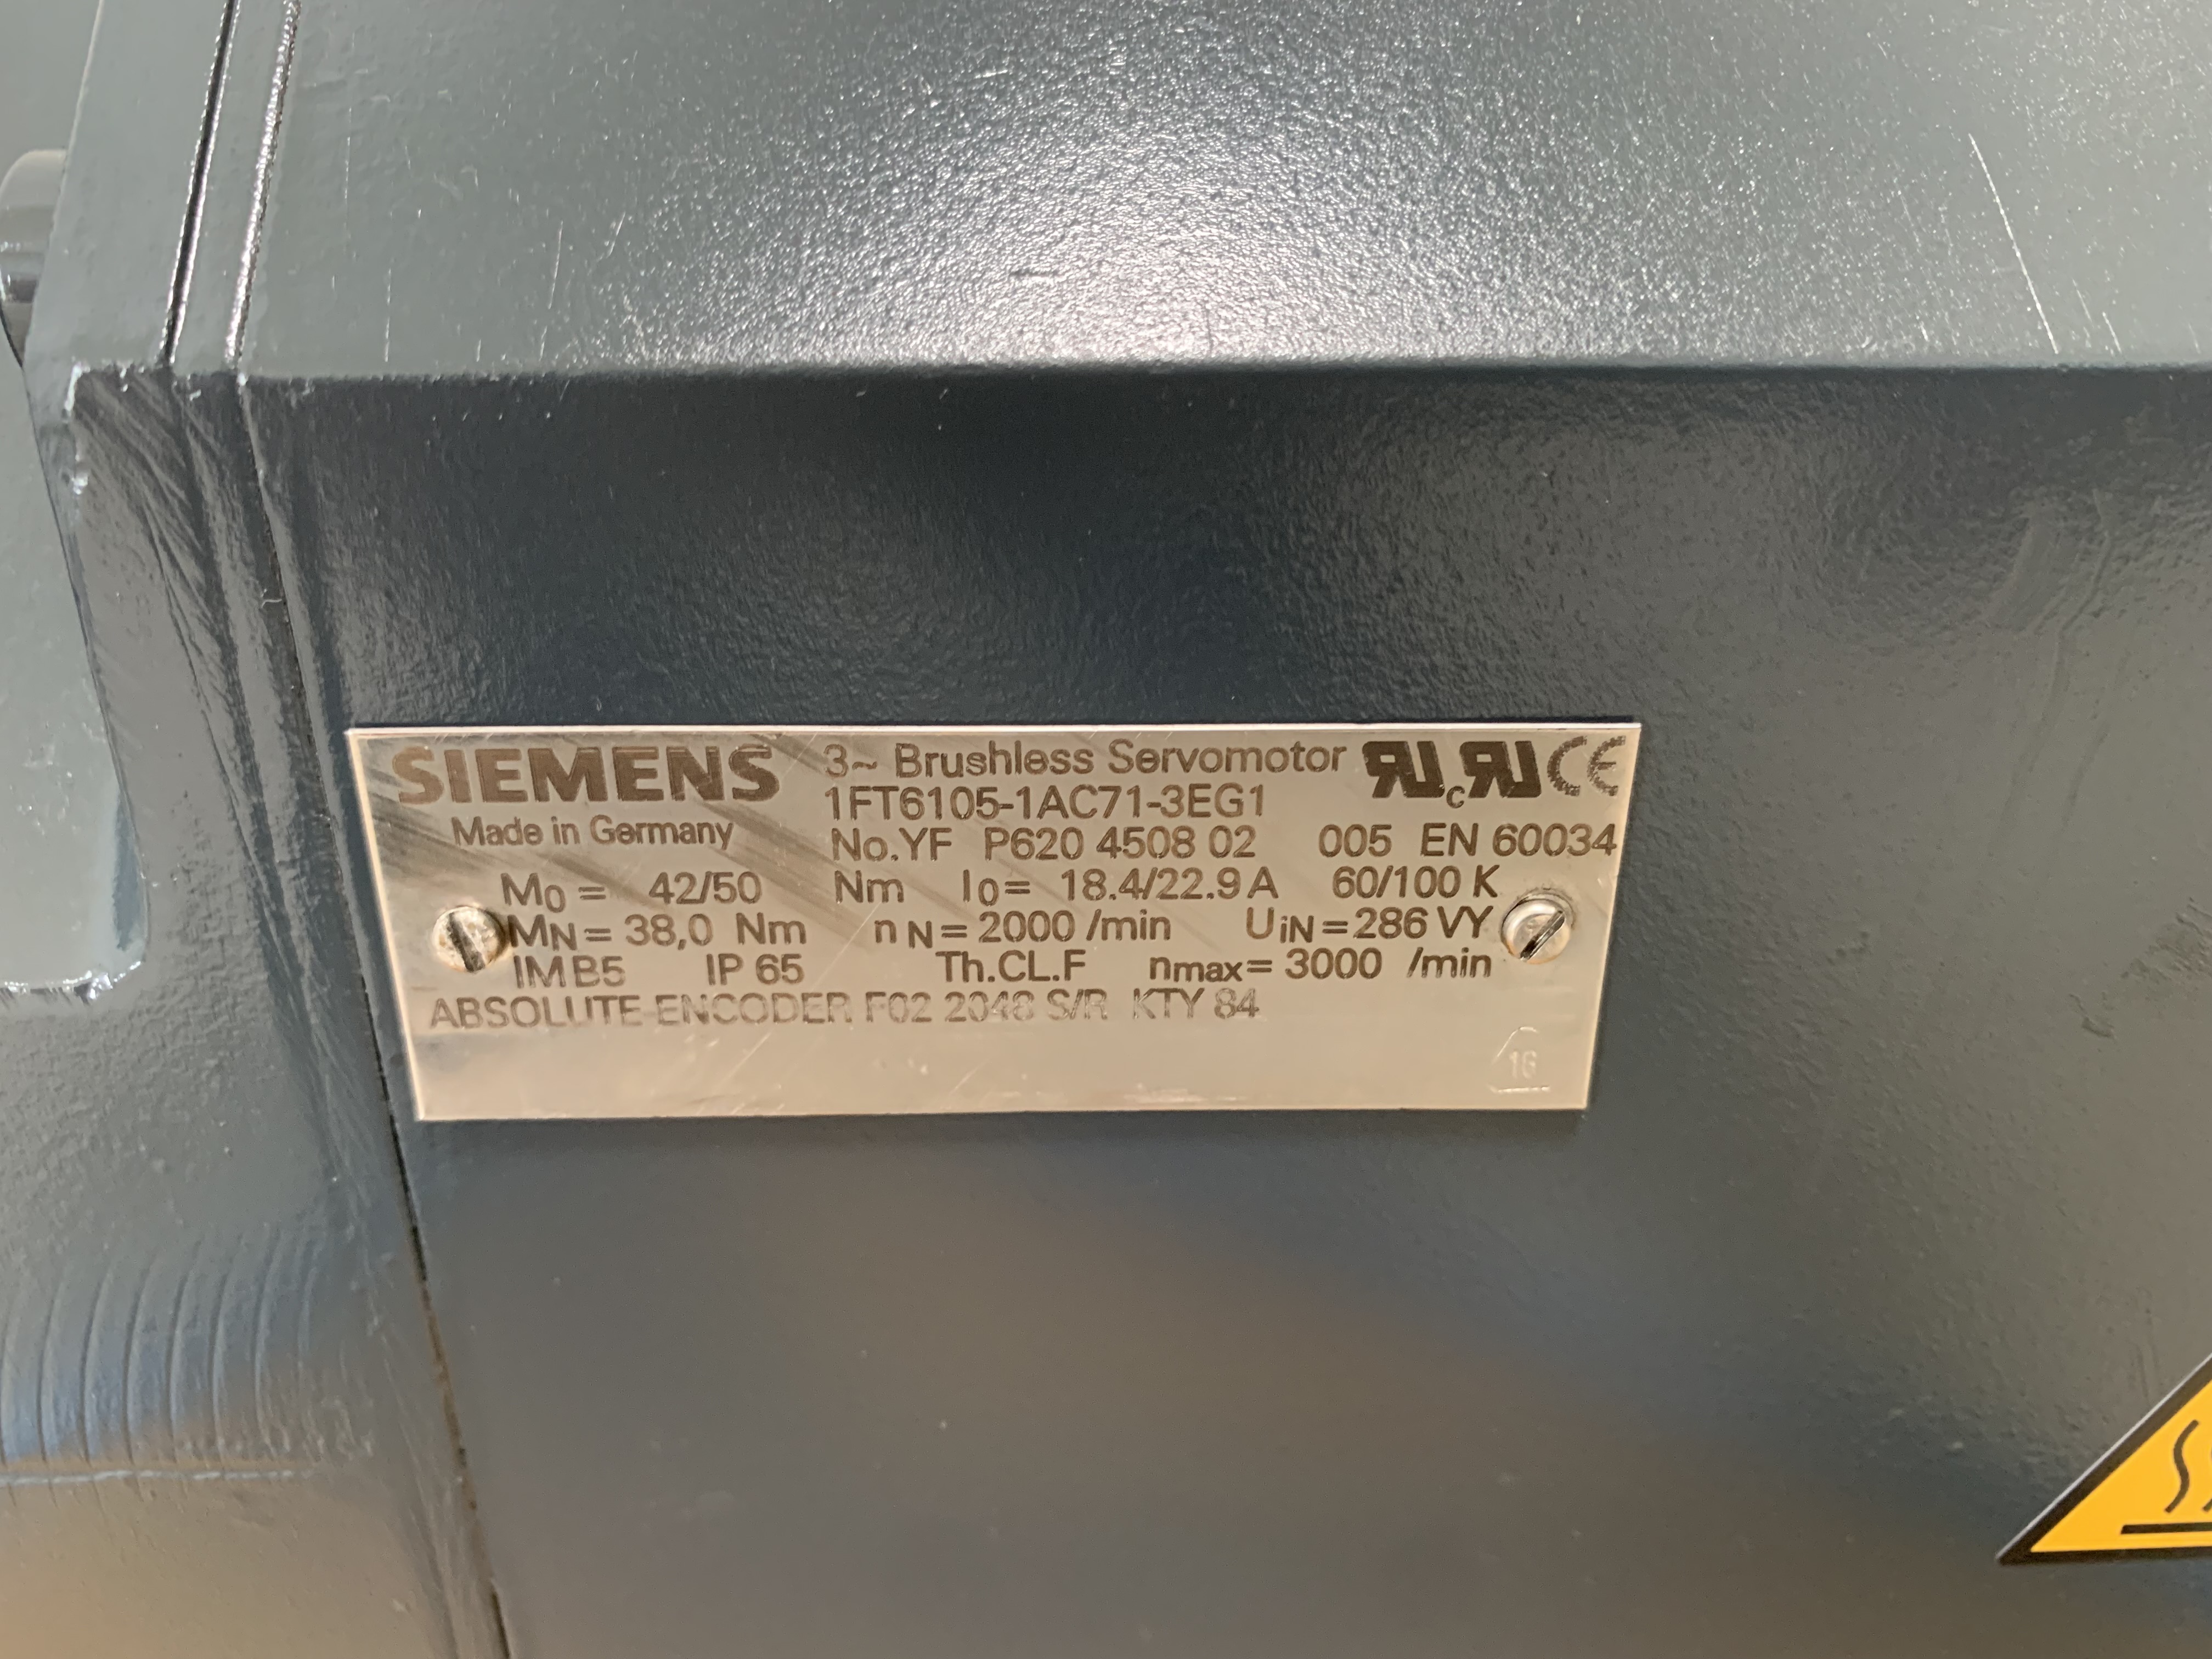 SIEMENS 3~ Brushless Servomotor
1FT6105-1AC71-3EG1
Made in Germany
No.YF P620 4508 02 005 EN 60034
M0 = 42/50 Nm I0= 18.4/22.9 A 60/100 K
MN= 38,0 Nm nN= 2000 /min UiN=286 VY
IM B5 IP 65 Th.CL.F nmax= 3000 /min
ABSOLUTE ENCODER F02 2048 S/R KTY 84
16